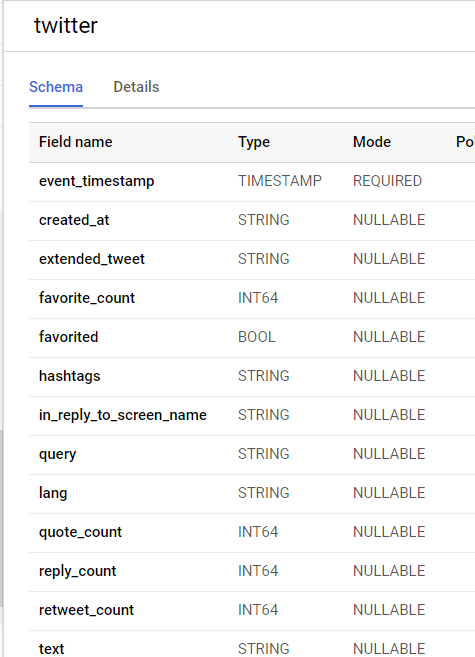 twitter
Schema Details
Field name Type Mode Pol
event_timestamp TIMESTAMP REQUIRED
created_at STRING NULLABLE
extended_tweet STRING NULLABLE
favorite_count INT64 NULLABLE
favorited BOOL NULLABLE
hashtags STRING NULLABLE
in_reply_to_screen_name STRING NULLABLE
query STRING NULLABLE
lang STRING NULLABLE
quote_count INT64 NULLABLE
reply_count INT64 NULLABLE
retweet_count INT64 NULLABLE
text STRING NULLABLE